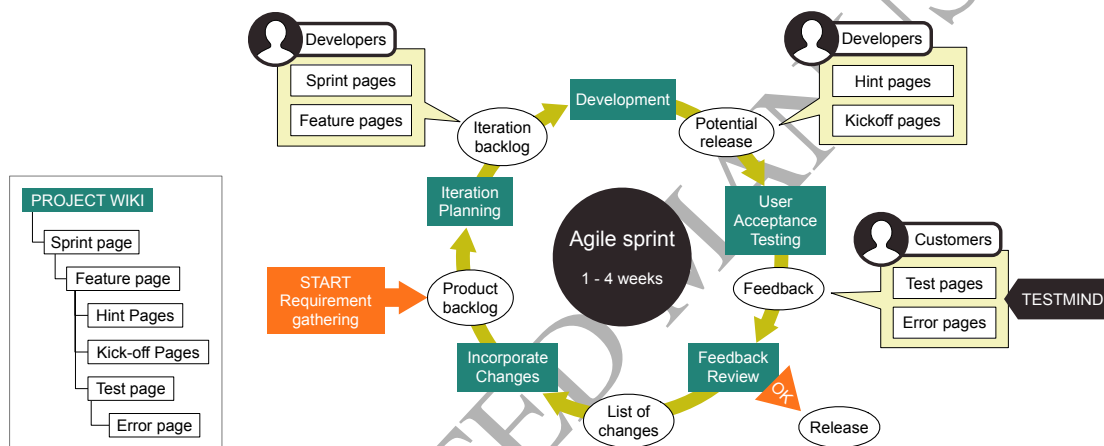 Developers
Sprint pages
Feature pages
Developers
Hint pages
Kickoff pages
Development
Iteration
backlog
Potential
release
Iteration
Planning
User
Acceptance
Testing
Agile sprint
1 - 4 weeks
PROJECT WIKI
Sprint page
Feature page
Hint Pages
Kick-off Pages
Test page
Error page
START
Requirement
gathering
Product
backlog
Feedback
Customers
Test pages
Error pages
TESTMIND
Incorporate
Changes
Feedback
Review
OK
List of
changes
Release